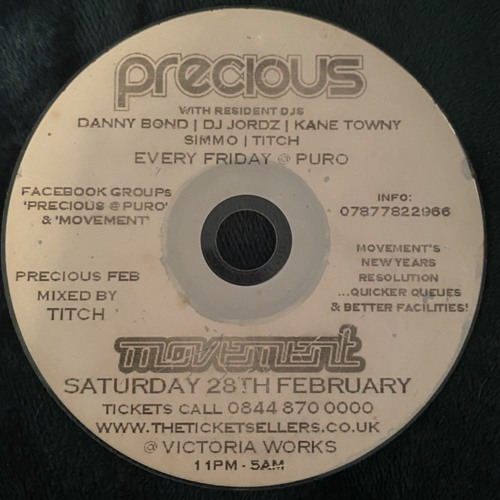 precious
WITH RESIDENT DJS
DANNY BOND | DJ JORDZ | KANE TOWNY
SIMMO | TITCH
EVERY FRIDAY @ PURO
FACEBOOK GROUPs
'PRECIOUS @ PURO'
& 'MOVEMENT'
INFO:
07877822966
PRECIOUS FEB
MIXED BY
TITCH
MOVEMENT'S
NEW YEARS
RESOLUTION
...QUICKER QUEUES
& BETTER FACILITIES!
movement
SATURDAY 28TH FEBRUARY
TICKETS CALL 0844 870 0000
WWW.THETICKETSELLERS.CO.UK
@ VICTORIA WORKS
11PM - 5AM